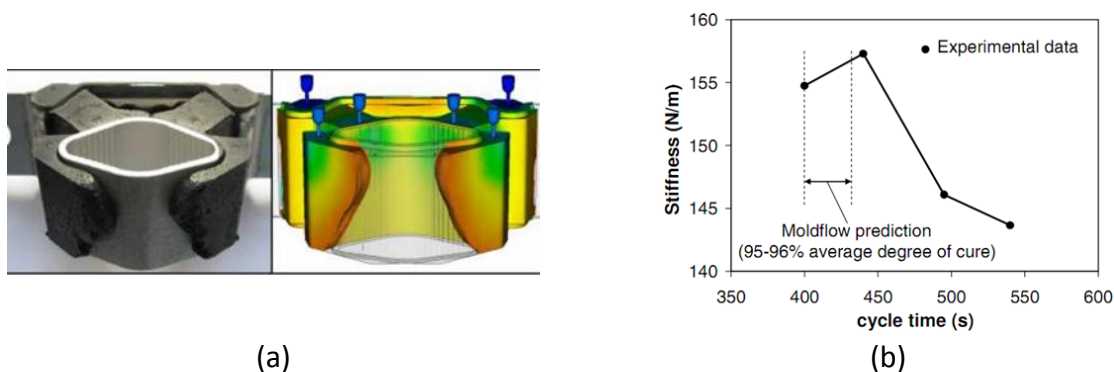 160
155
150
145
140
Stiffness (N/m)
Experimental data
Moldflow prediction
(95-96% average degree of cure)
350 400 450 500 550 600
cycle time (s)
(a) (b)